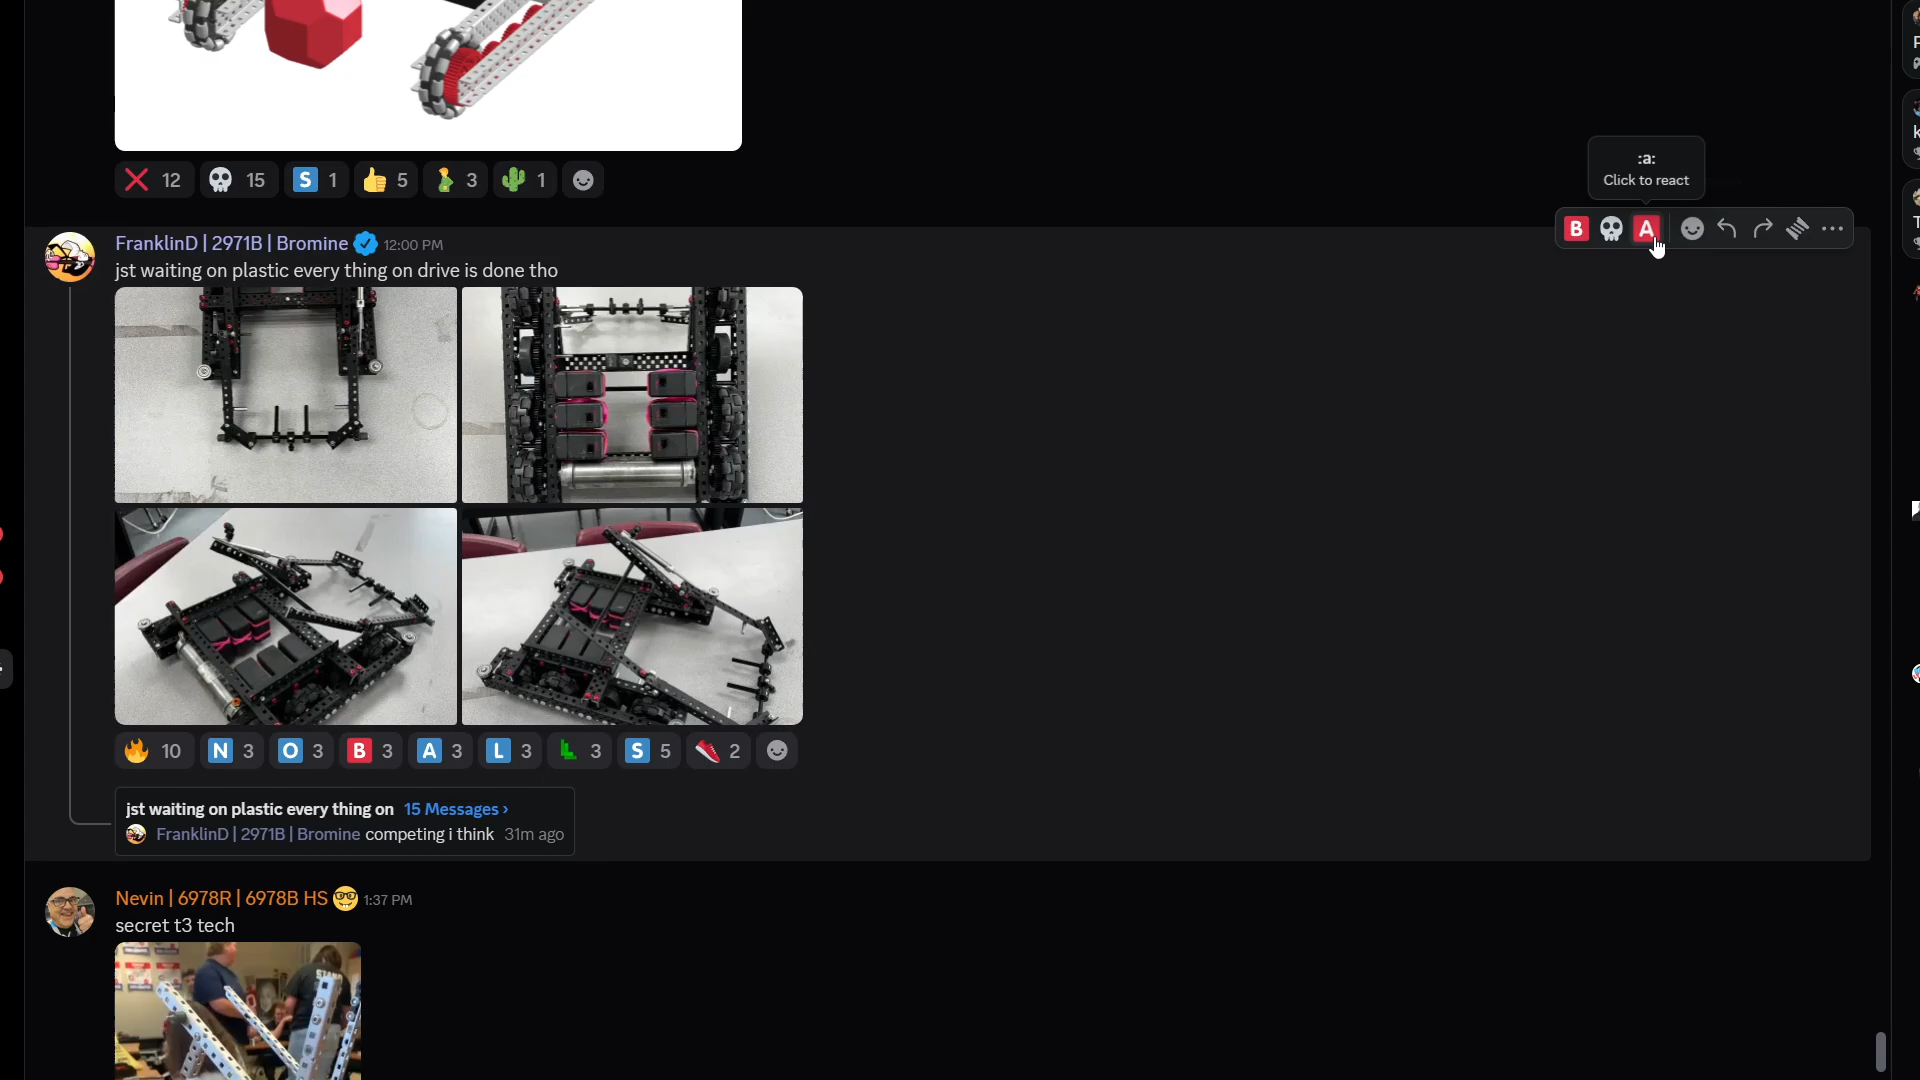 12 15 S 1 5 3 1
:a:
Click to react
B A
FranklinD | 2971B | Bromine 12:00 PM
jst waiting on plastic every thing on drive is done tho
10 N 3 O 3 B 3 A 3 L 3 L 3 S 5 2
jst waiting on plastic every thing on 15 Messages ›
FranklinD | 2971B | Bromine competing i think 31m ago
Nevin | 6978R | 6978B HS 1:37 PM
secret t3 tech